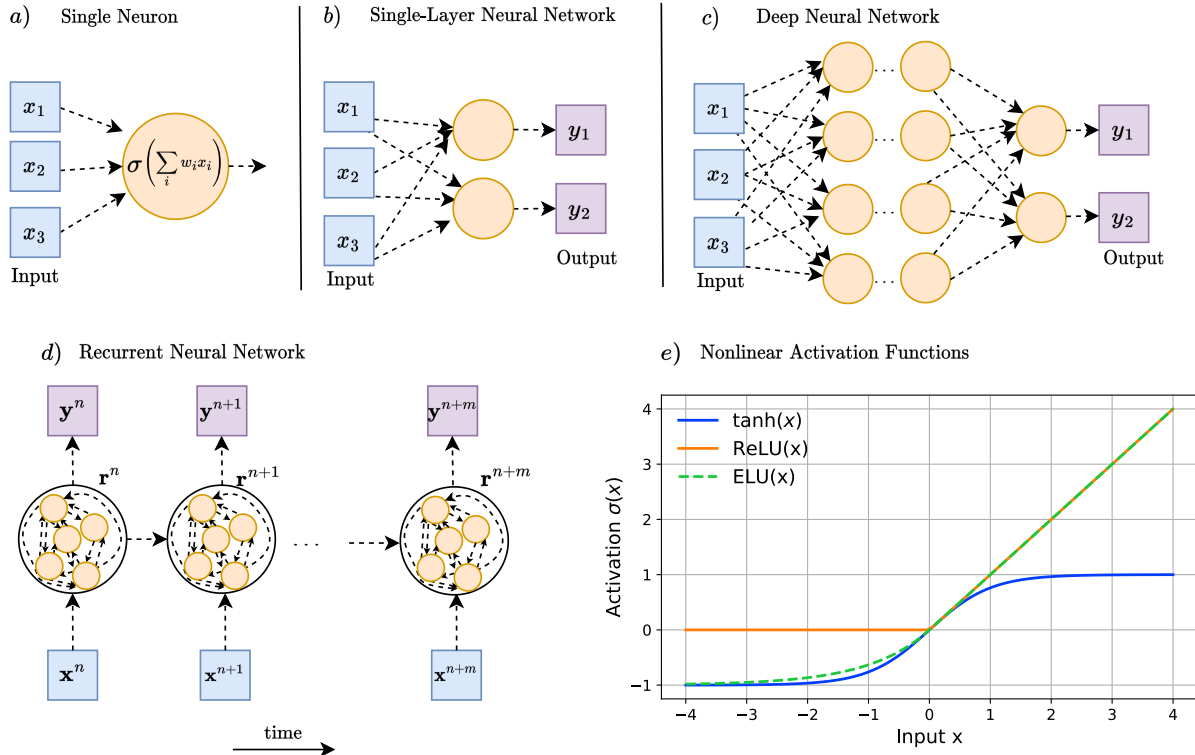 a) Single Neuron
x₁
x₂
x₃
σ(∑ᵢ wᵢxᵢ)
Input
b) Single-Layer Neural Network
x₁
x₂
x₃
Input
y₁
y₂
Output
c) Deep Neural Network
x₁
x₂
x₃
Input
...
...
...
...
y₁
y₂
Output
d) Recurrent Neural Network
yⁿ
yⁿ⁺¹
yⁿ⁺ᵐ
rⁿ
rⁿ⁺¹
rⁿ⁺ᵐ
... ...
xⁿ
xⁿ⁺¹
xⁿ⁺ᵐ
time
e) Nonlinear Activation Functions
tanh(x)
ReLU(x)
ELU(x)
Activation σ(x)
4
3
2
1
0
−1
−4 −3 −2 −1 0 1 2 3 4
Input x